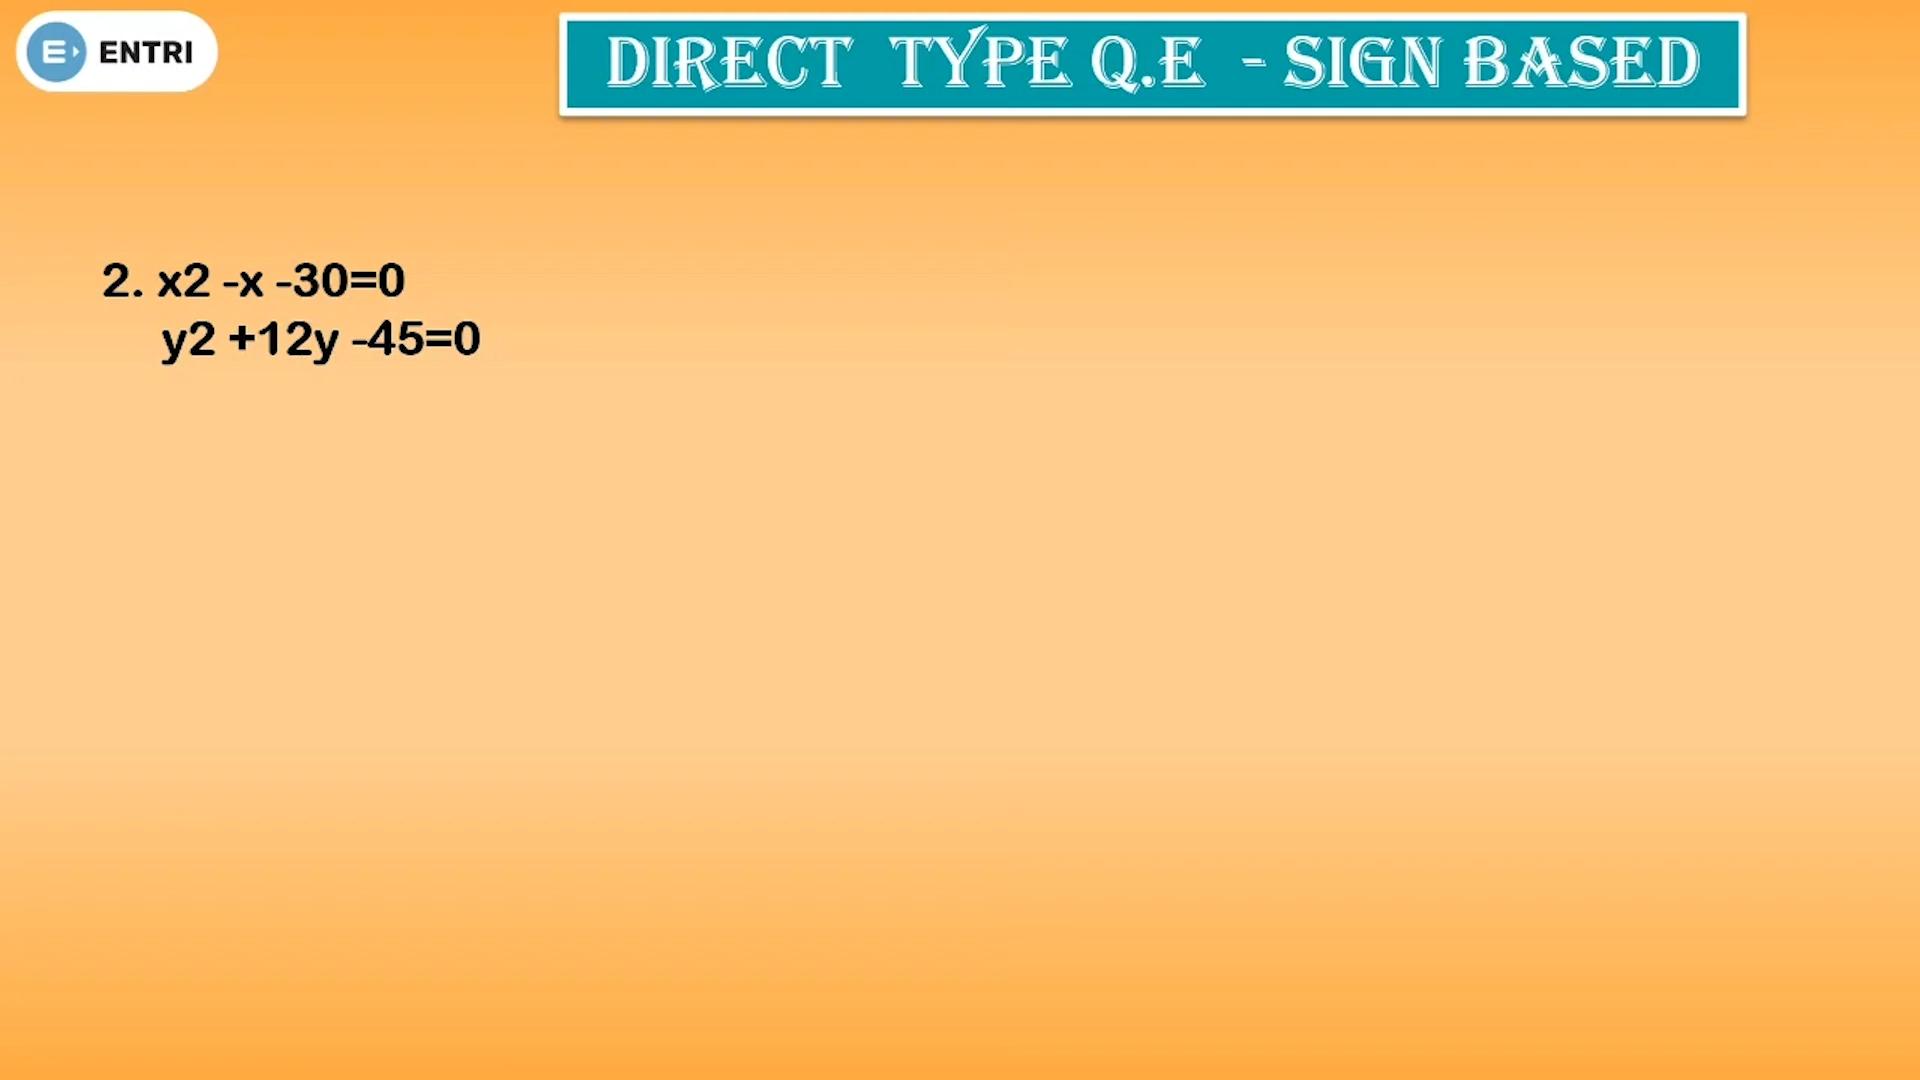 ENTRI
DIRECT TYPE Q.E - SIGN BASED
2. x2 -x -30=0
y2 +12y -45=0